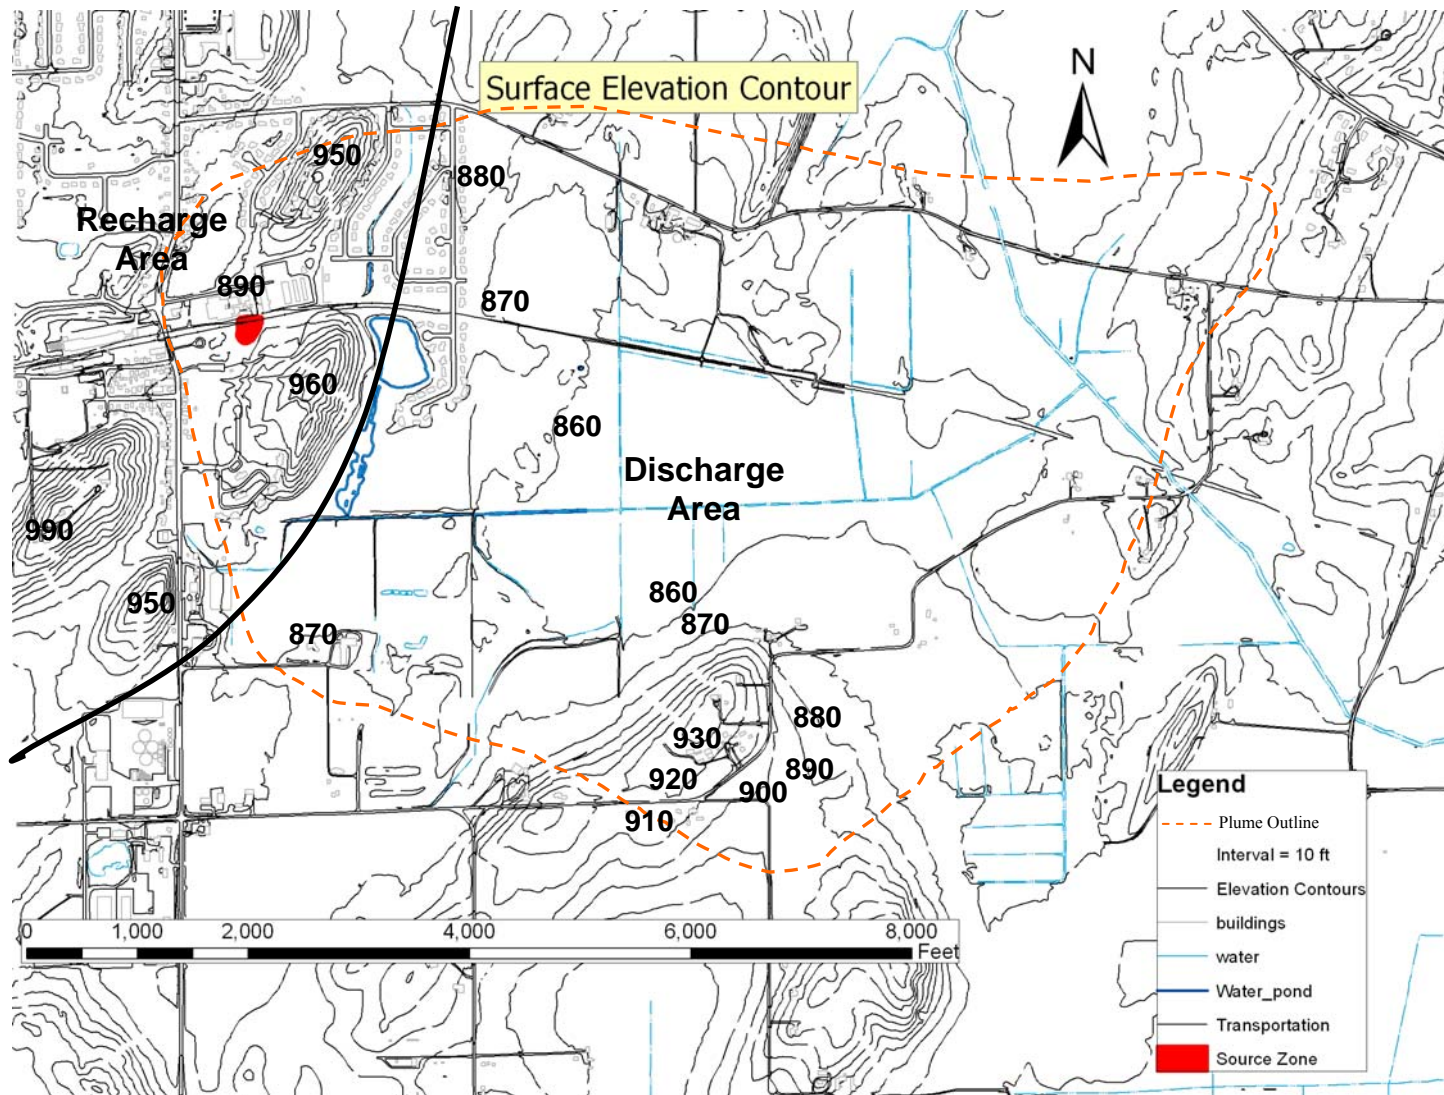 N
Surface Elevation Contour
950
880
Recharge
Area
890
870
960
860
Discharge
Area
990
950
860
870
870
880
930
890
920
900
910
Legend
Plume Outline
Interval = 10 ft
Elevation Contours
buildings
water
Water_pond
Transportation
Source Zone
0 1,000 2,000 4,000 6,000 8,000
Feet